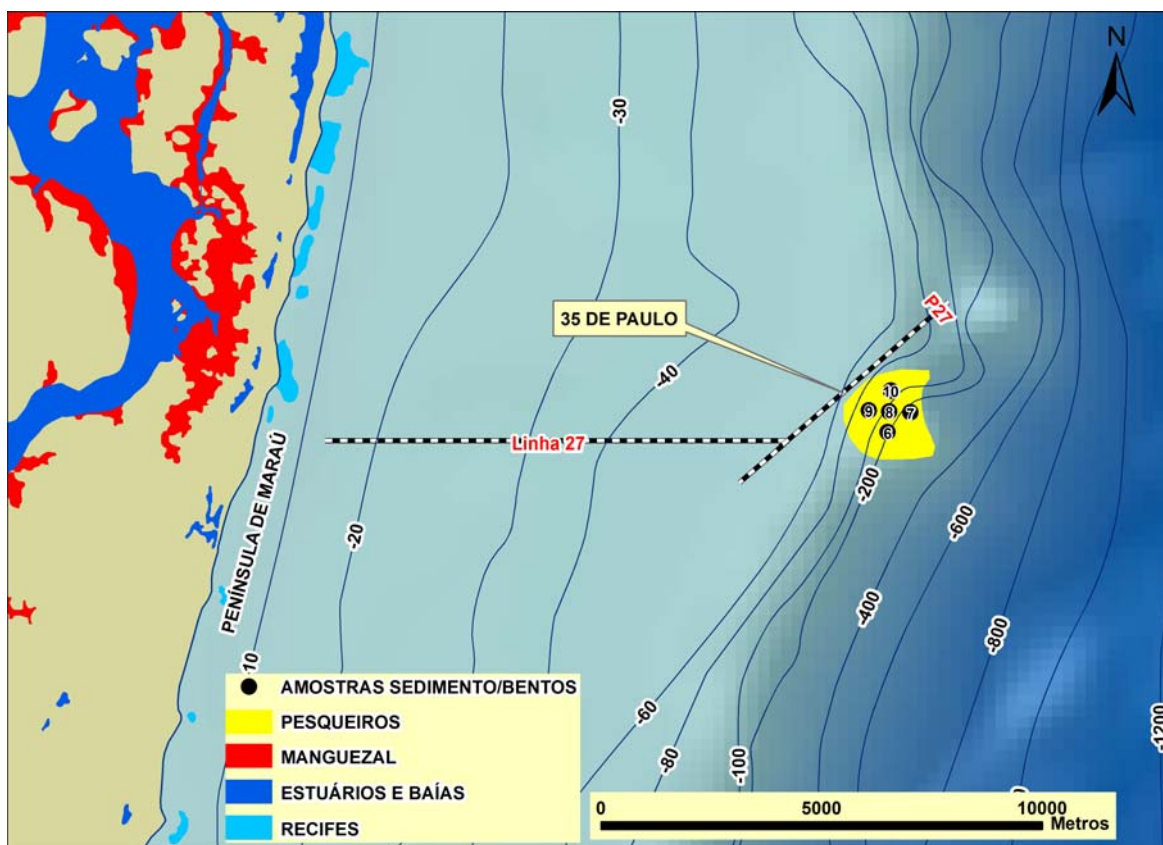 N
-30
P27
35 DE PAULO
-40
10
9
8
7
6
Linha 27
-200
-20
-600
PENÍNSULA DE MARAÚ
-400
-800
-10
-60
-1200
-80
-100
AMOSTRAS SEDIMENTO/BENTOS
PESQUEIROS
MANGUEZAL
ESTUÁRIOS E BAÍAS
RECIFES
0 5000 10000
Metros